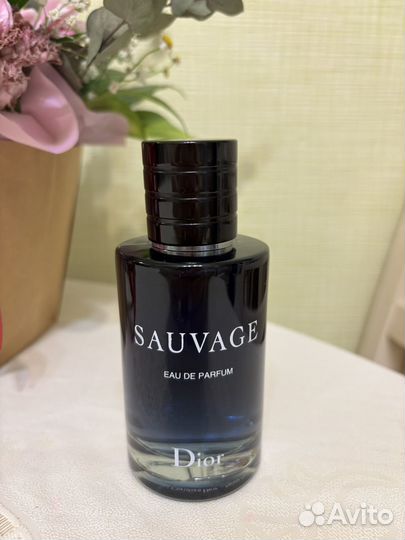 SAUVAGE
EAU DE PARFUM
Dior
Avito